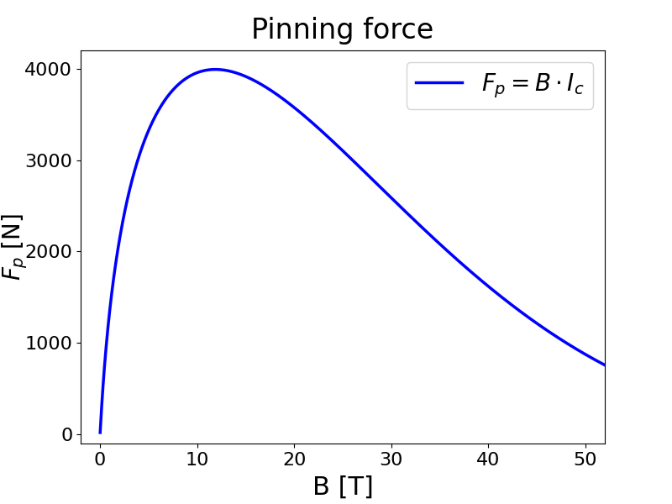 Pinning force
F_p = B · I_c
F_p [N]
4000
3000
2000
1000
0
0 10 20 30 40 50
B [T]